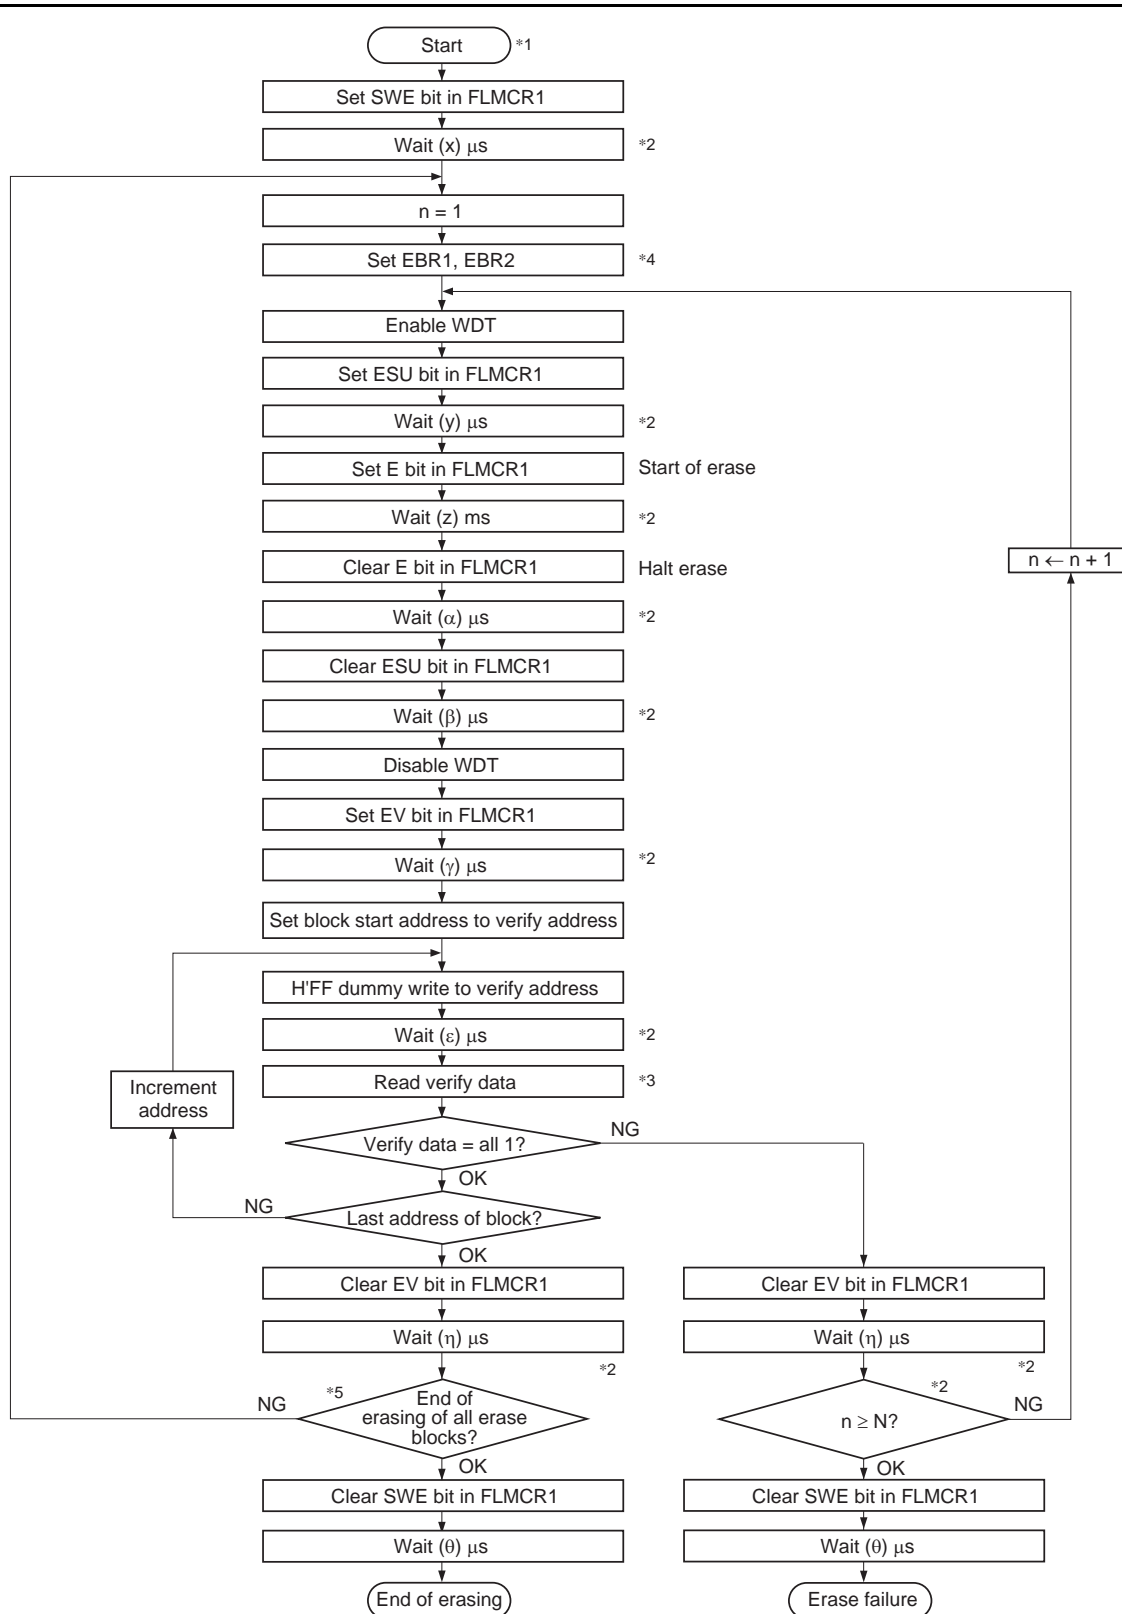 Start *1
Set SWE bit in FLMCR1
Wait (x) μs *2
n = 1
Set EBR1, EBR2 *4
Enable WDT
Set ESU bit in FLMCR1
Wait (y) μs *2
Set E bit in FLMCR1 Start of erase
Wait (z) ms *2
n ← n + 1
Clear E bit in FLMCR1 Halt erase
Wait (α) μs *2
Clear ESU bit in FLMCR1
Wait (β) μs *2
Disable WDT
Set EV bit in FLMCR1
Wait (γ) μs *2
Set block start address to verify address
H'FF dummy write to verify address
Wait (ε) μs *2
Read verify data *3
Increment
address
Verify data = all 1? NG
OK
NG Last address of block?
OK
Clear EV bit in FLMCR1 Clear EV bit in FLMCR1
Wait (η) μs Wait (η) μs
*2 *2
*5 *2
NG End of
erasing of all erase
blocks?
n ≥ N? NG
OK OK
Clear SWE bit in FLMCR1 Clear SWE bit in FLMCR1
Wait (θ) μs Wait (θ) μs
End of erasing Erase failure